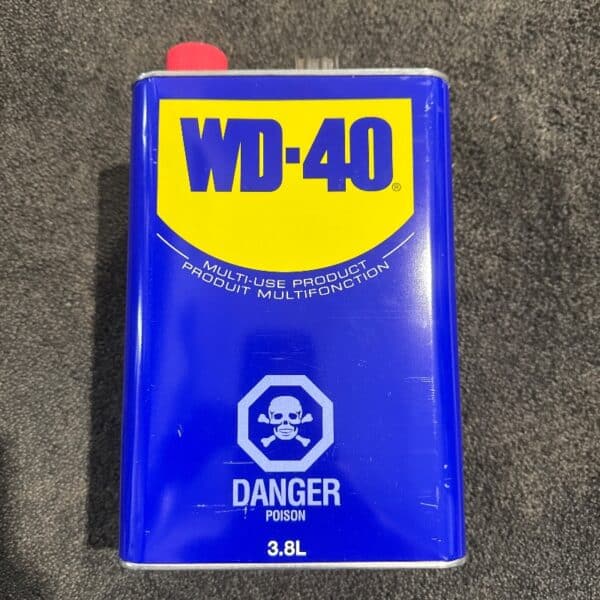 WD-40®
MULTI-USE PRODUCT
PRODUIT MULTIFONCTION
DANGER
POISON
3.8L